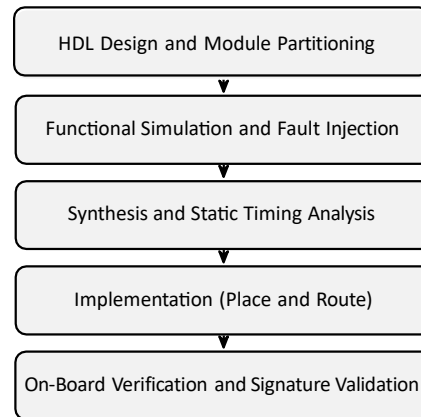 HDL Design and Module Partitioning
Functional Simulation and Fault Injection
Synthesis and Static Timing Analysis
Implementation (Place and Route)
On-Board Verification and Signature Validation